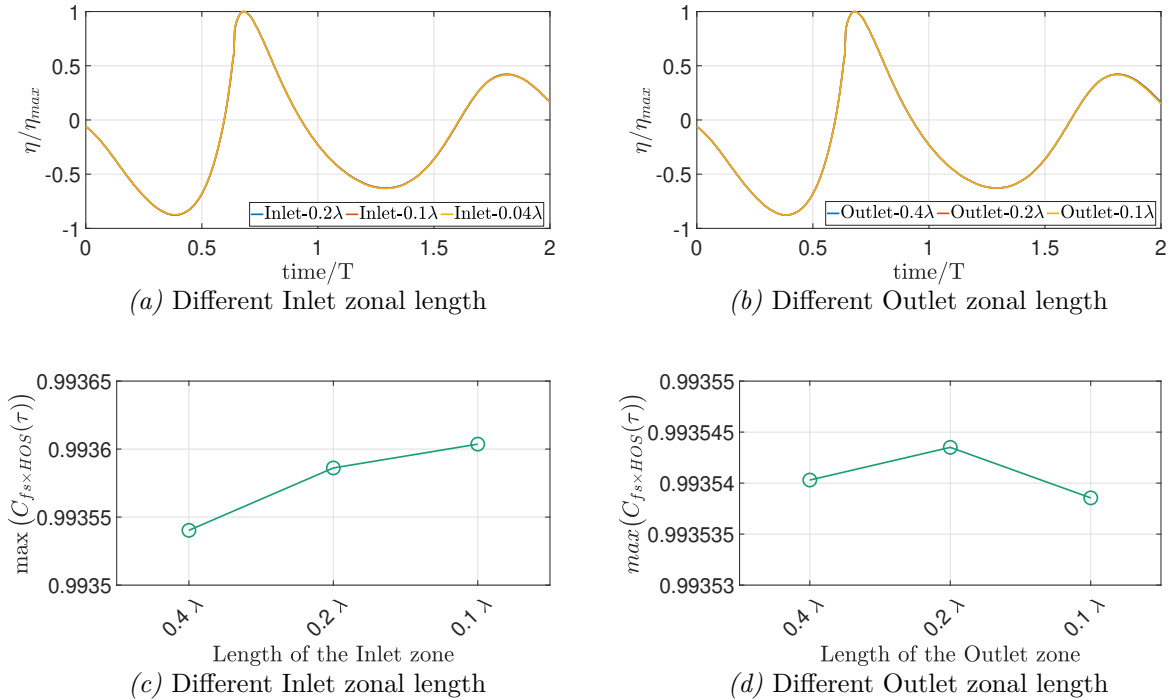 1
0.5
0
-0.5
-1
η/η_max
Inlet-0.2λ Inlet-0.1λ Inlet-0.04λ
0 0.5 1 1.5 2
time/T
(a) Different Inlet zonal length
1
0.5
0
-0.5
-1
η/η_max
Outlet-0.4λ Outlet-0.2λ Outlet-0.1λ
0 0.5 1 1.5 2
time/T
(b) Different Outlet zonal length
0.99365
0.9936
0.99355
0.9935
max (C_{fs×HOS}(τ))
0.4 λ 0.2 λ 0.1 λ
Length of the Inlet zone
(c) Different Inlet zonal length
0.99355
0.993545
0.99354
0.993535
0.99353
max(C_{fs×HOS}(τ))
0.4 λ 0.2 λ 0.1 λ
Length of the Outlet zone
(d) Different Outlet zonal length